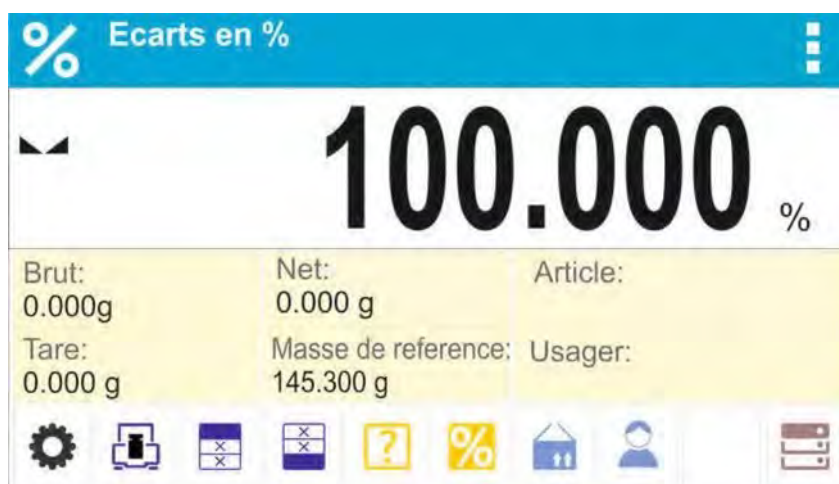 % Ecarts en %
100.000 %
Brut: Net: Article:
0.000g 0.000 g
Tare: Masse de reference: Usager:
0.000 g 145.300 g
? %